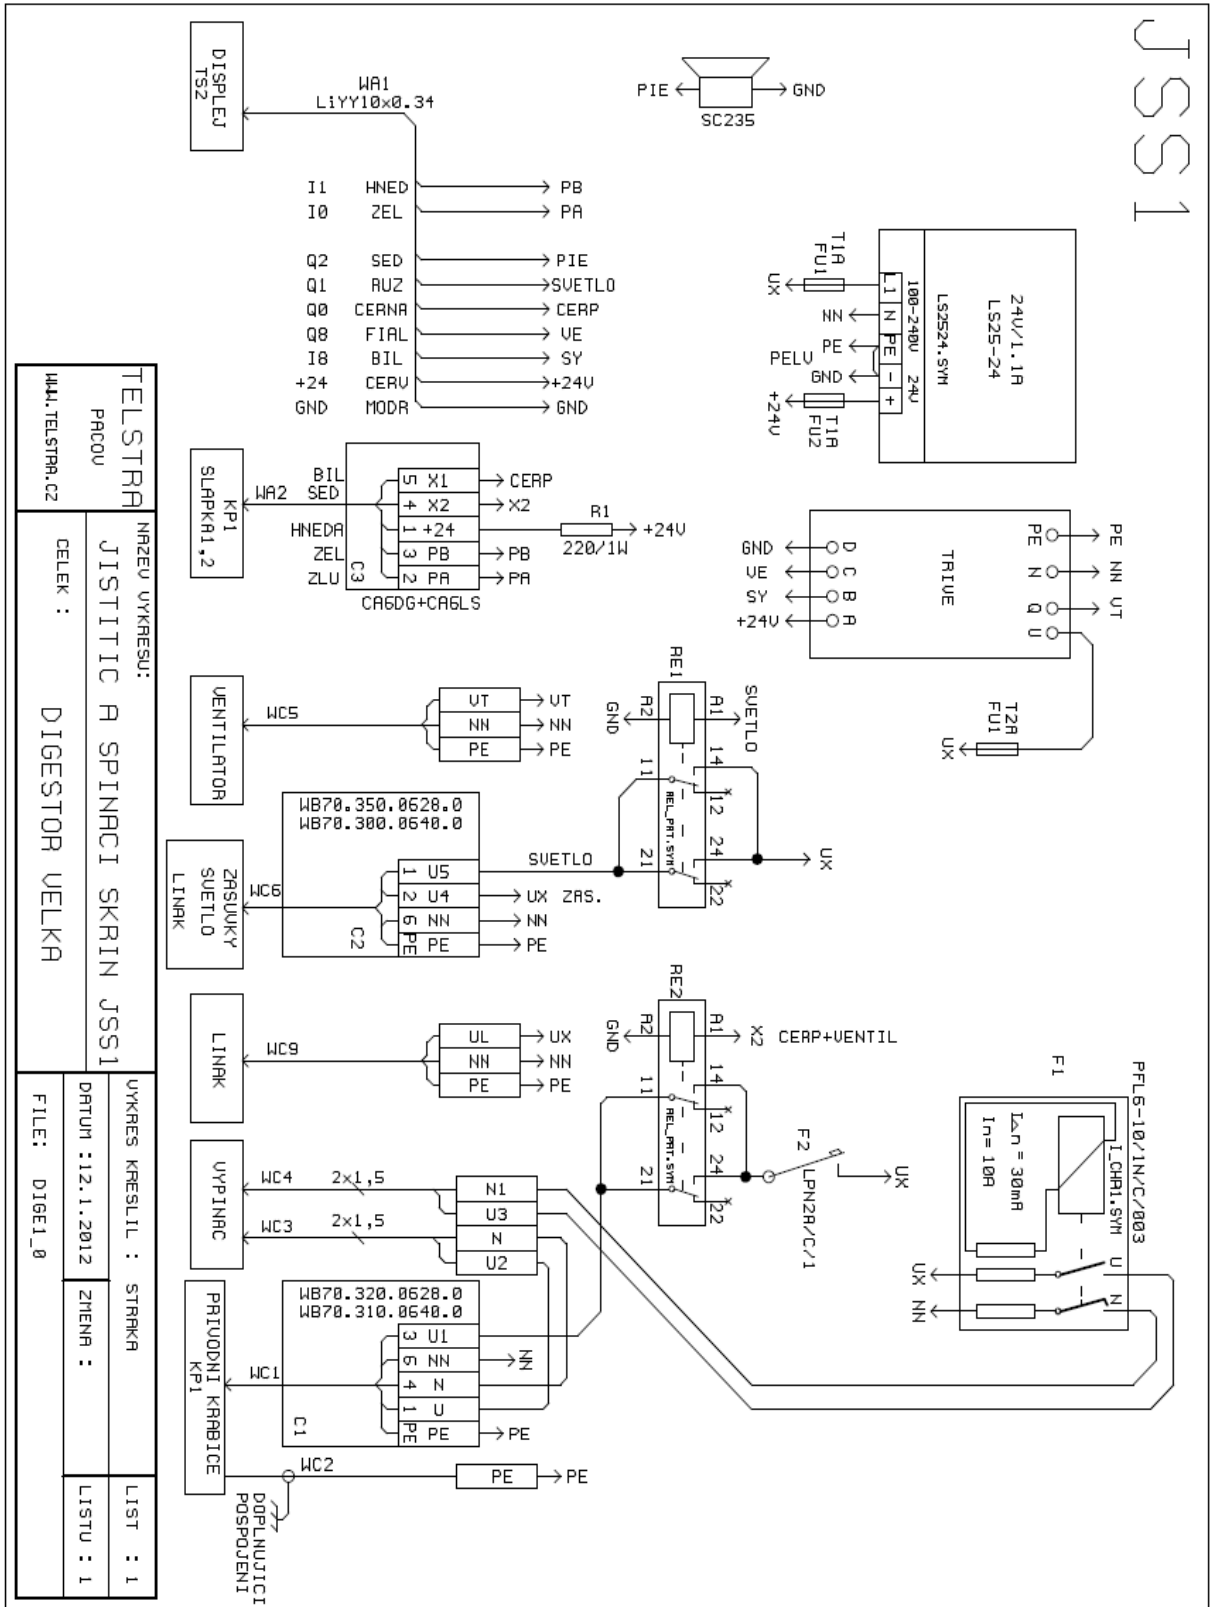 JSS1
DISPLEJ
TS2
WA1
LiYY10x0.34
PIE
GND
SC235
I1 HNED PB
I0 ZEL PA
Q2 SED PIE
Q1 RUZ SVETLO
Q0 CERNA CERP
Q8 FIAL VE
I8 BIL SY
+24 CERV +24V
GND MODR GND
24V/1.1A
LS25-24
LS2524.SYM
100-240V 24V
L1 N PE - +
T1A
FU1
UX
NN
PE
PELV
GND
+24V
T1A
FU2
KP1
SLAPKA1,2
WA2
BIL 5 X1 CERP
SED 4 X2 X2
HNEDA 1 +24
R1
220/1W
+24V
ZEL 3 PB PB
ZLU 2 PA PA
C3
CA6DG+CA6LS
TRIVE
GND D
VE C
SY B
+24V A
PE PE
N NN
Q VT
U
T2A
FU1
UX
VENTILATOR
WC5
VT VT
NN NN
PE PE
RE1
A2 A1
GND
SVETLO
11 14
12
REL_PAT.SYM
21 24
22
UX
ZASUVKY
SVETLO
LINAK
WC6
WB70.350.0628.0
WB70.300.0640.0
1 U5 SVETLO
2 U4 UX ZAS.
6 NN NN
PE PE PE
C2
LINAK
WC9
UL UX
NN NN
PE PE
RE2
A2 A1
GND
X2 CERP+VENTIL
11 14
12
REL_PAT.SYM
21 24
22
F2
LPN2A/C/1
UX
F1
PFL6-10/1N/C/003
I_CHR1.SYM
I∆n = 30mA
In= 10A
U
N
UX
NN
VYPINAC
WC4 2x1,5
WC3 2x1,5
N1
U3
N
U2
PRIVODNI KRABICE
KP1
WC1
WB70.320.0628.0
WB70.310.0640.0
3 U1
6 NN NN
4 N
1 U
PE PE PE
C1
WC2
PE PE
DOPLNUJICI
POSPOJENI
TELSTRA
PACOV
WWW.TELSTRA.CZ
NAZEV VYKRESU:
JISTITIC A SPINACI SKRIN JSS1
CELEK :
DIGESTOR VELKA
VYKRES KRESLIL : STRAKA
DATUM :12.1.2012
ZMENA :
FILE: DIGE1_0
LIST : 1
LISTU : 1